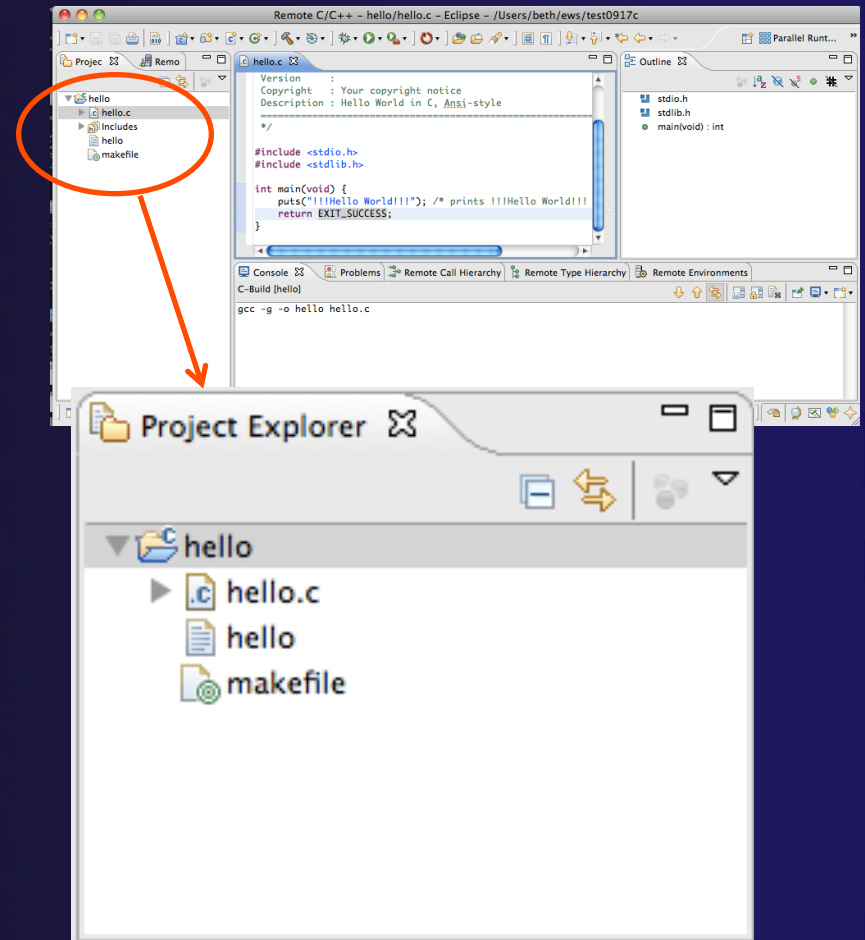 Remote C/C++ – hello/hello.c – Eclipse – /Users/beth/ews/test0917c
Parallel Runt... »
Projec
Remo
hello
hello.c
Includes
hello
makefile
hello.c
Version     :
Copyright   : Your copyright notice
Description : Hello World in C, Ansi-style
============================================================
*/
#include <stdio.h>
#include <stdlib.h>
int main(void) {
puts("!!!Hello World!!!"); /* prints !!!Hello World!!!
return EXIT_SUCCESS;
}
Outline
stdio.h
stdlib.h
main(void) : int
Console
Problems
Remote Call Hierarchy
Remote Type Hierarchy
Remote Environments
C-Build [hello]
gcc -g -o hello hello.c
Project Explorer
hello
.c hello.c
hello
makefile